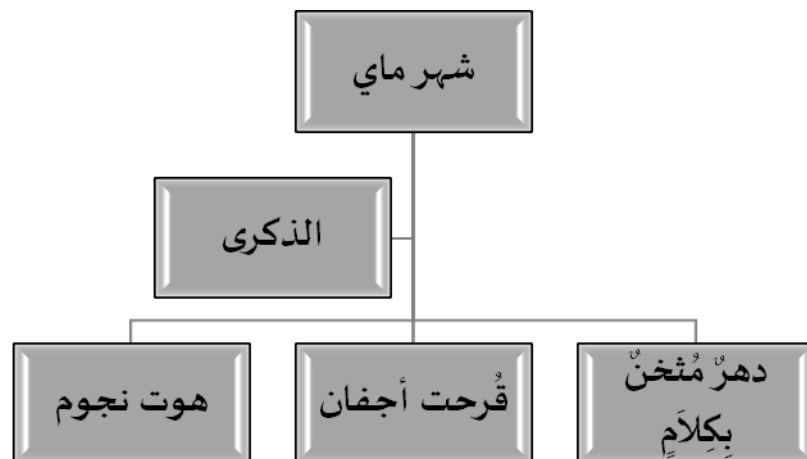 شهر ماي
الذكرى
دهرٌ مُثخنٌ
بِكِلاَمٍ
قُرحت أجفان
هوت نجوم